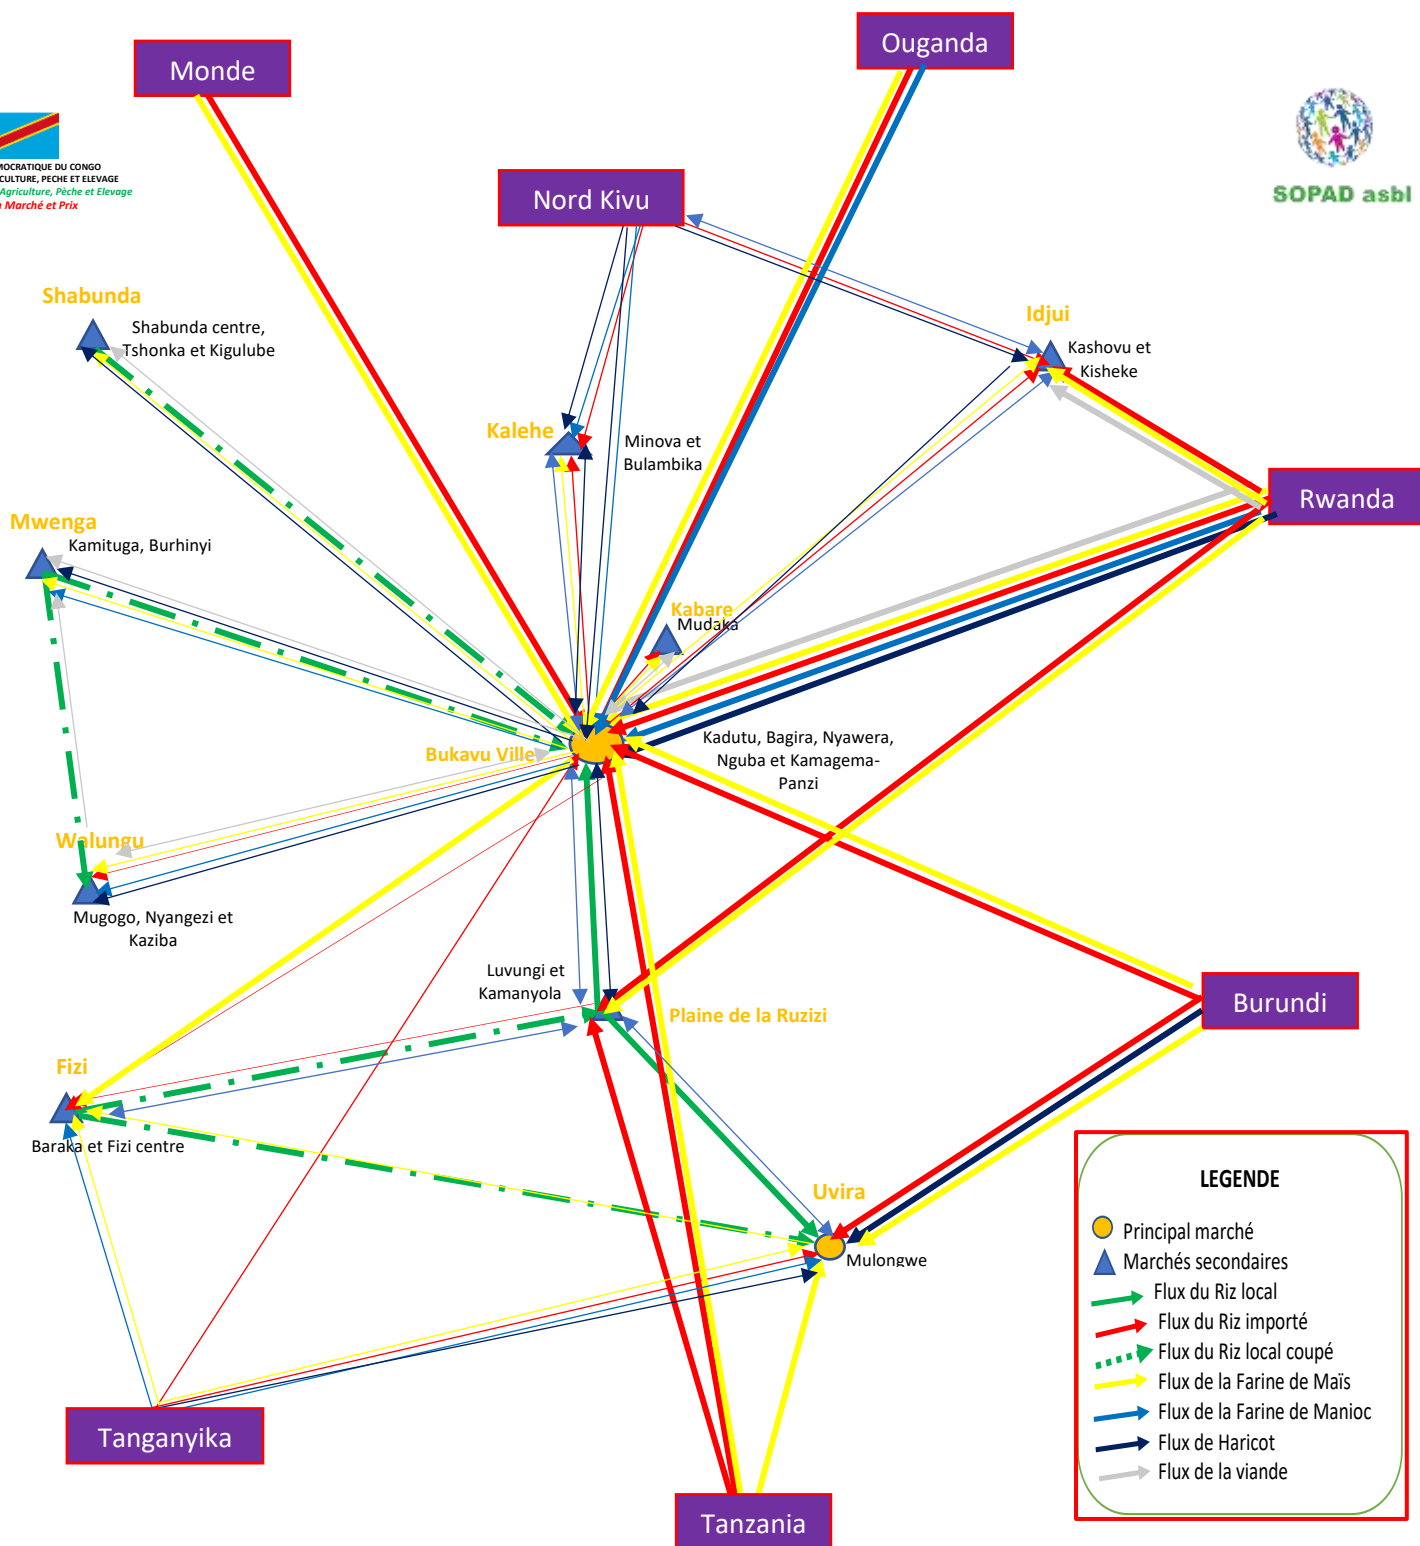 Ouganda
Monde
MOCRATIQUE DU CONGO
CULTURE, PECHE ET ELEVAGE
Agriculture, Pèche et Elevage
Marché et Prix
SOPAD asbl
Nord Kivu
Shabunda
Shabunda centre,
Tshonka et Kigulube
Idjui
Kashovu et
Kisheke
Kalehe
Minova et
Bulambika
Rwanda
Mwenga
Kamituga, Burhinyi
Kabare
Mudaka
Bukavu Ville
Kadutu, Bagira, Nyawera,
Nguba et Kamagema-
Panzi
Walungu
Mugogo, Nyangezi et
Kaziba
Luvungi et
Kamanyola
Plaine de la Ruzizi
Burundi
Fizi
Baraka et Fizi centre
Uvira
Mulongwe
Tanganyika
Tanzania
LEGENDE
Principal marché
Marchés secondaires
Flux du Riz local
Flux du Riz importé
Flux du Riz local coupé
Flux de la Farine de Maïs
Flux de la Farine de Manioc
Flux de Haricot
Flux de la viande